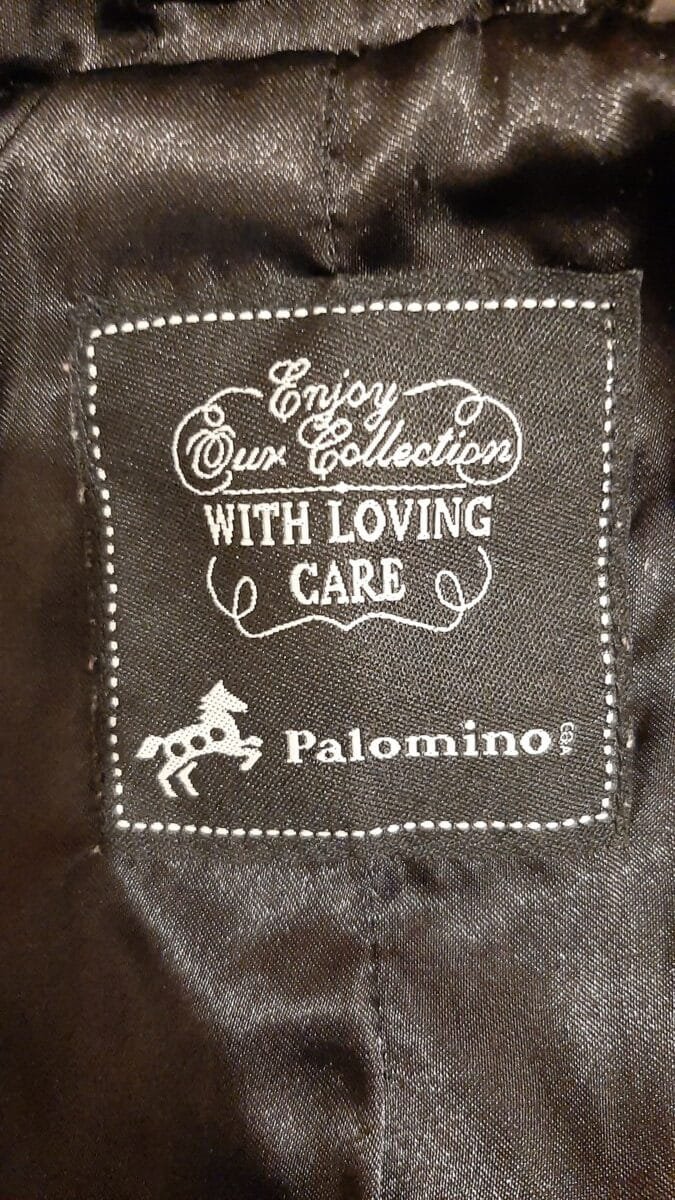 Enjoy
Our Collection
WITH LOVING
CARE
Palomino
C&A